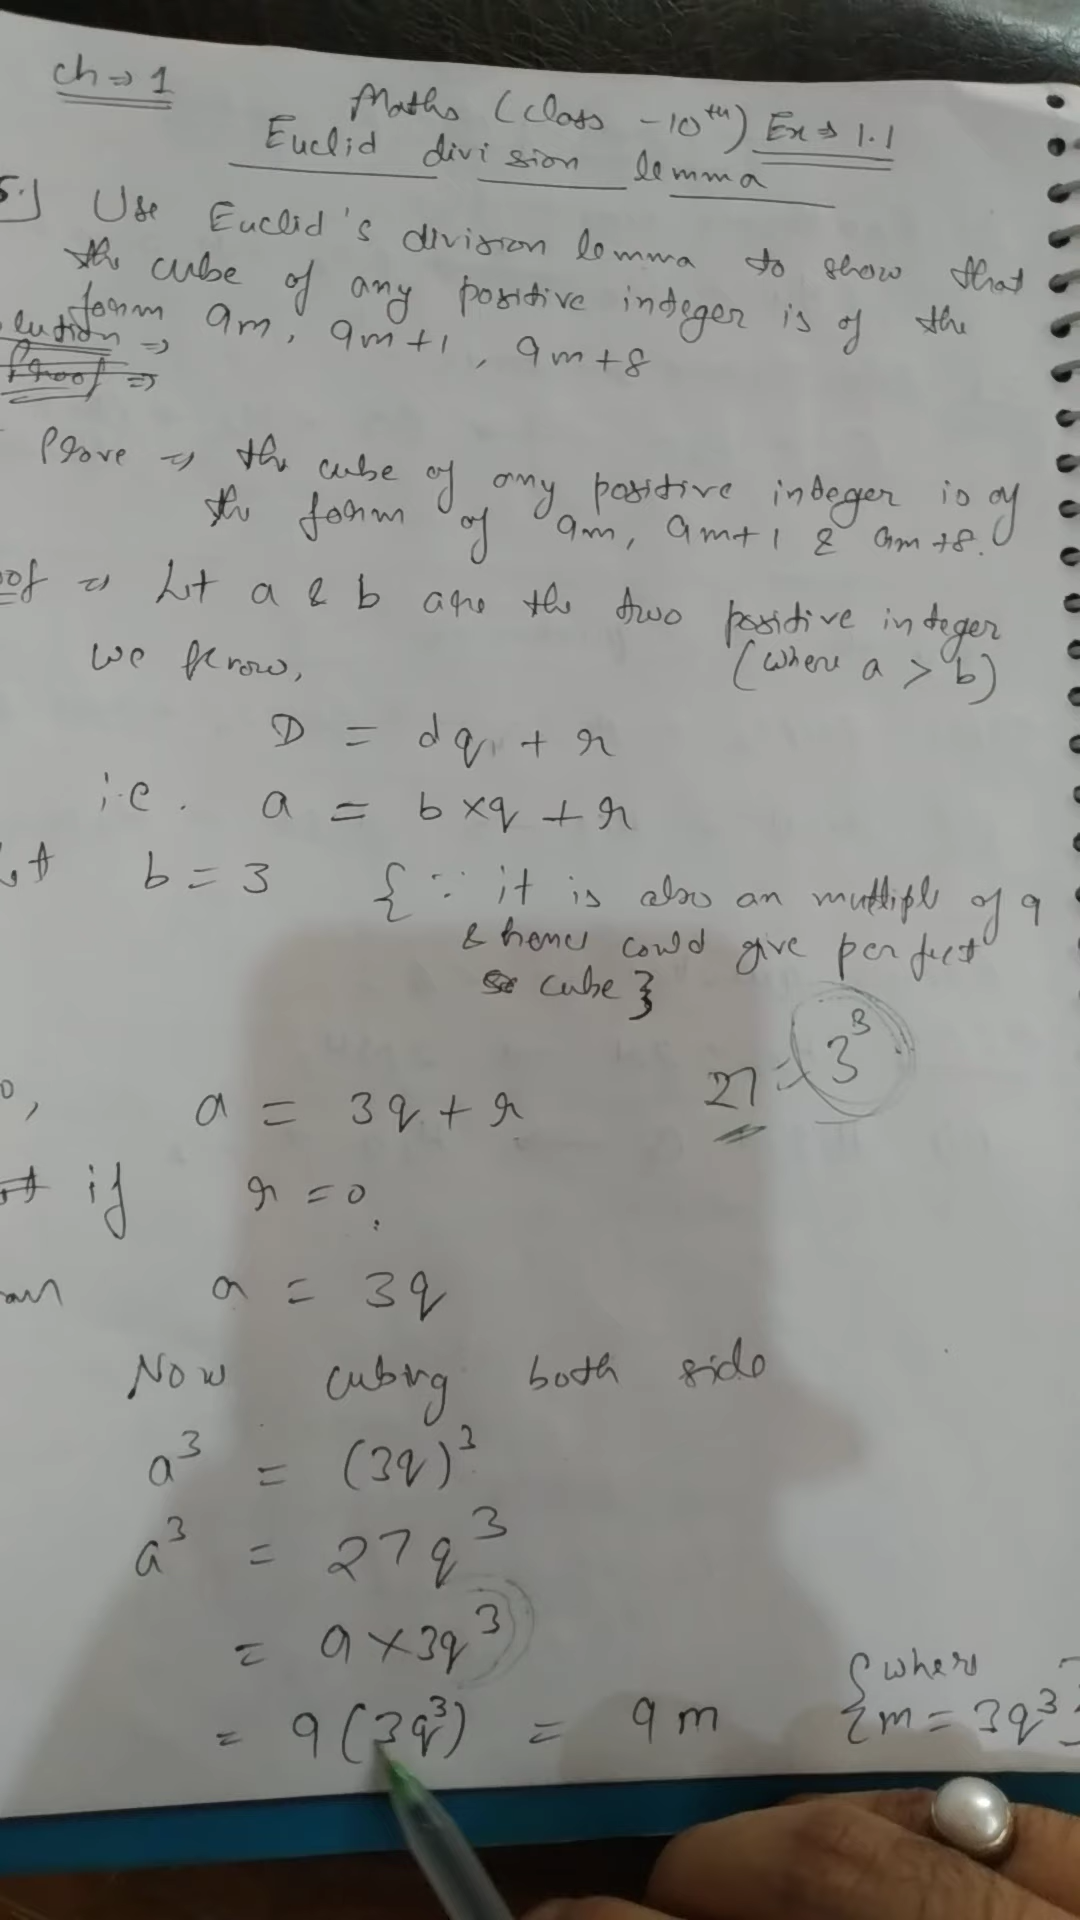 ch ⇒ 1
Maths (class -10th) Ex ⇒ 1.1
Euclid division lemma
5.] Use Euclid's division lemma to show that
the cube of any positive integer is of the
form 9m, 9m+1, 9m+8
lution ⇒
Proof ⇒
Prove ⇒ the cube of any positive integer is of
the form of 9m, 9m+1 & 9m+8.
oof ⇒ Let a & b are the two positive integer
we know, (where a > b)
D = dq + r
i.e. a = b×q + r
b = 3 {∵ it is also an multiple of 9
& hence could give perfect
cube}
27 = 3³
a = 3q + r
if r = 0
a = 3q
Now cubing both side
a³ = (3q)³
a³ = 27q³
= 9×3q³
= 9(3q³) = 9m {where
m = 3q³}